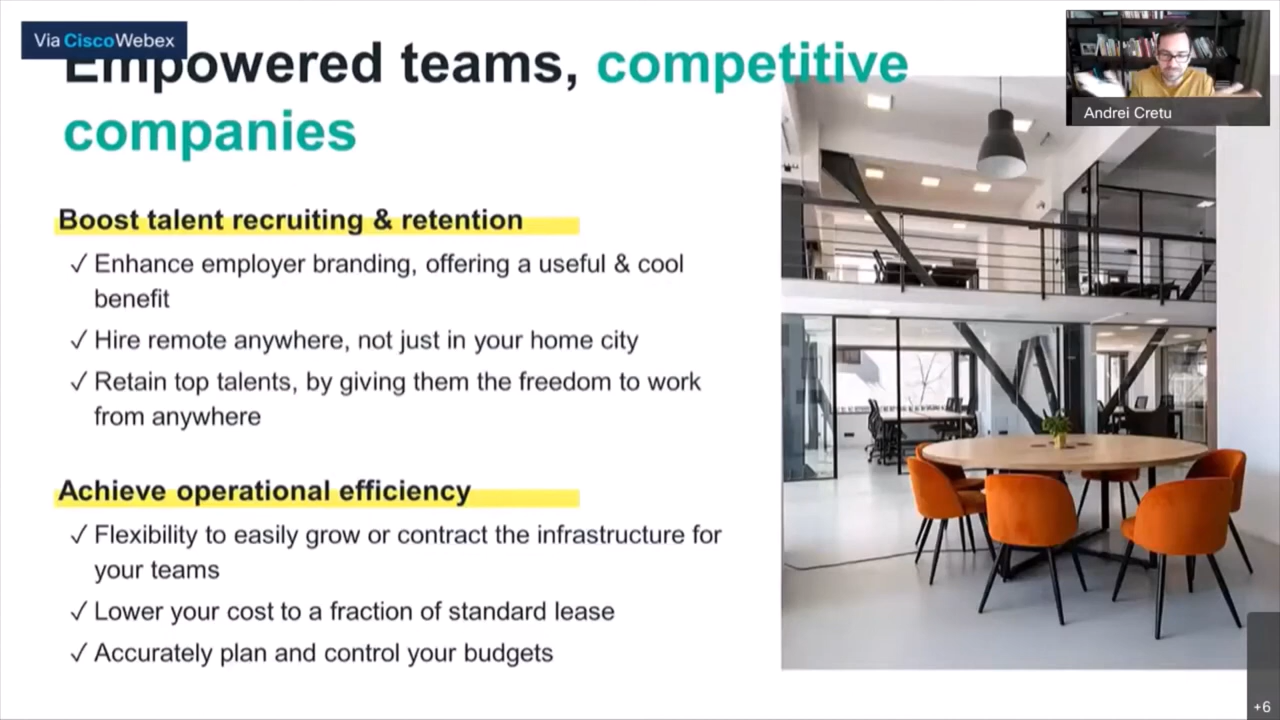 Via CiscoWebex
Empowered teams, competitive
companies
Andrei Cretu
Boost talent recruiting & retention
✓ Enhance employer branding, offering a useful & cool
benefit
✓ Hire remote anywhere, not just in your home city
✓ Retain top talents, by giving them the freedom to work
from anywhere
Achieve operational efficiency
✓ Flexibility to easily grow or contract the infrastructure for
your teams
✓ Lower your cost to a fraction of standard lease
✓ Accurately plan and control your budgets
+6